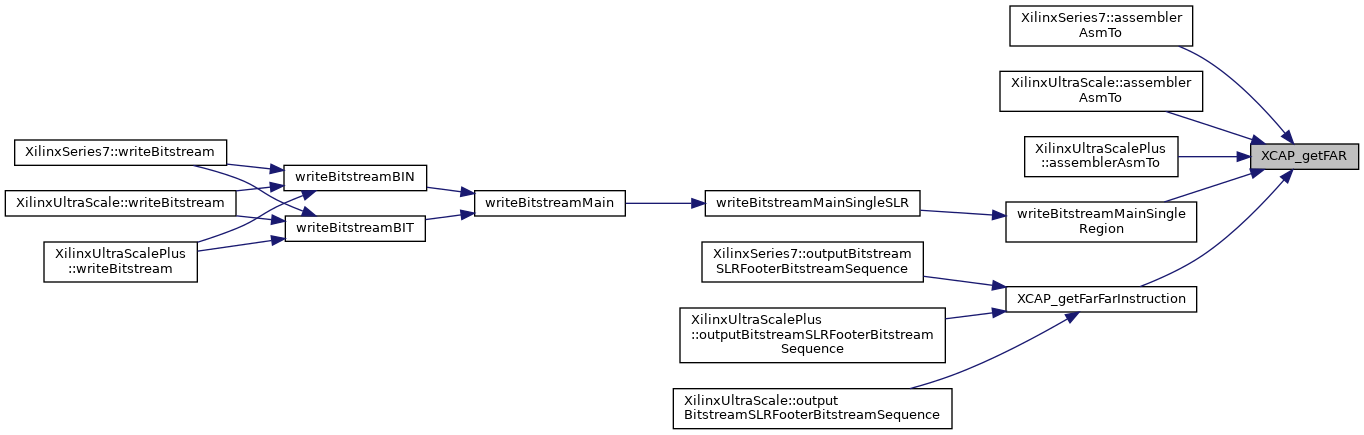 XilinxSeries7::assembler
AsmTo
XilinxUltraScale::assembler
AsmTo
XilinxUltraScalePlus
::assemblerAsmTo
XCAP_getFAR
XilinxSeries7::writeBitstream
writeBitstreamBIN
XilinxUltraScale::writeBitstream
writeBitstreamMain
writeBitstreamMainSingleSLR
writeBitstreamMainSingle
Region
writeBitstreamBIT
XilinxUltraScalePlus
::writeBitstream
XilinxSeries7::outputBitstream
SLRFooterBitstreamSequence
XCAP_getFarFarInstruction
XilinxUltraScalePlus
::outputBitstreamSLRFooterBitstream
Sequence
XilinxUltraScale::output
BitstreamSLRFooterBitstreamSequence